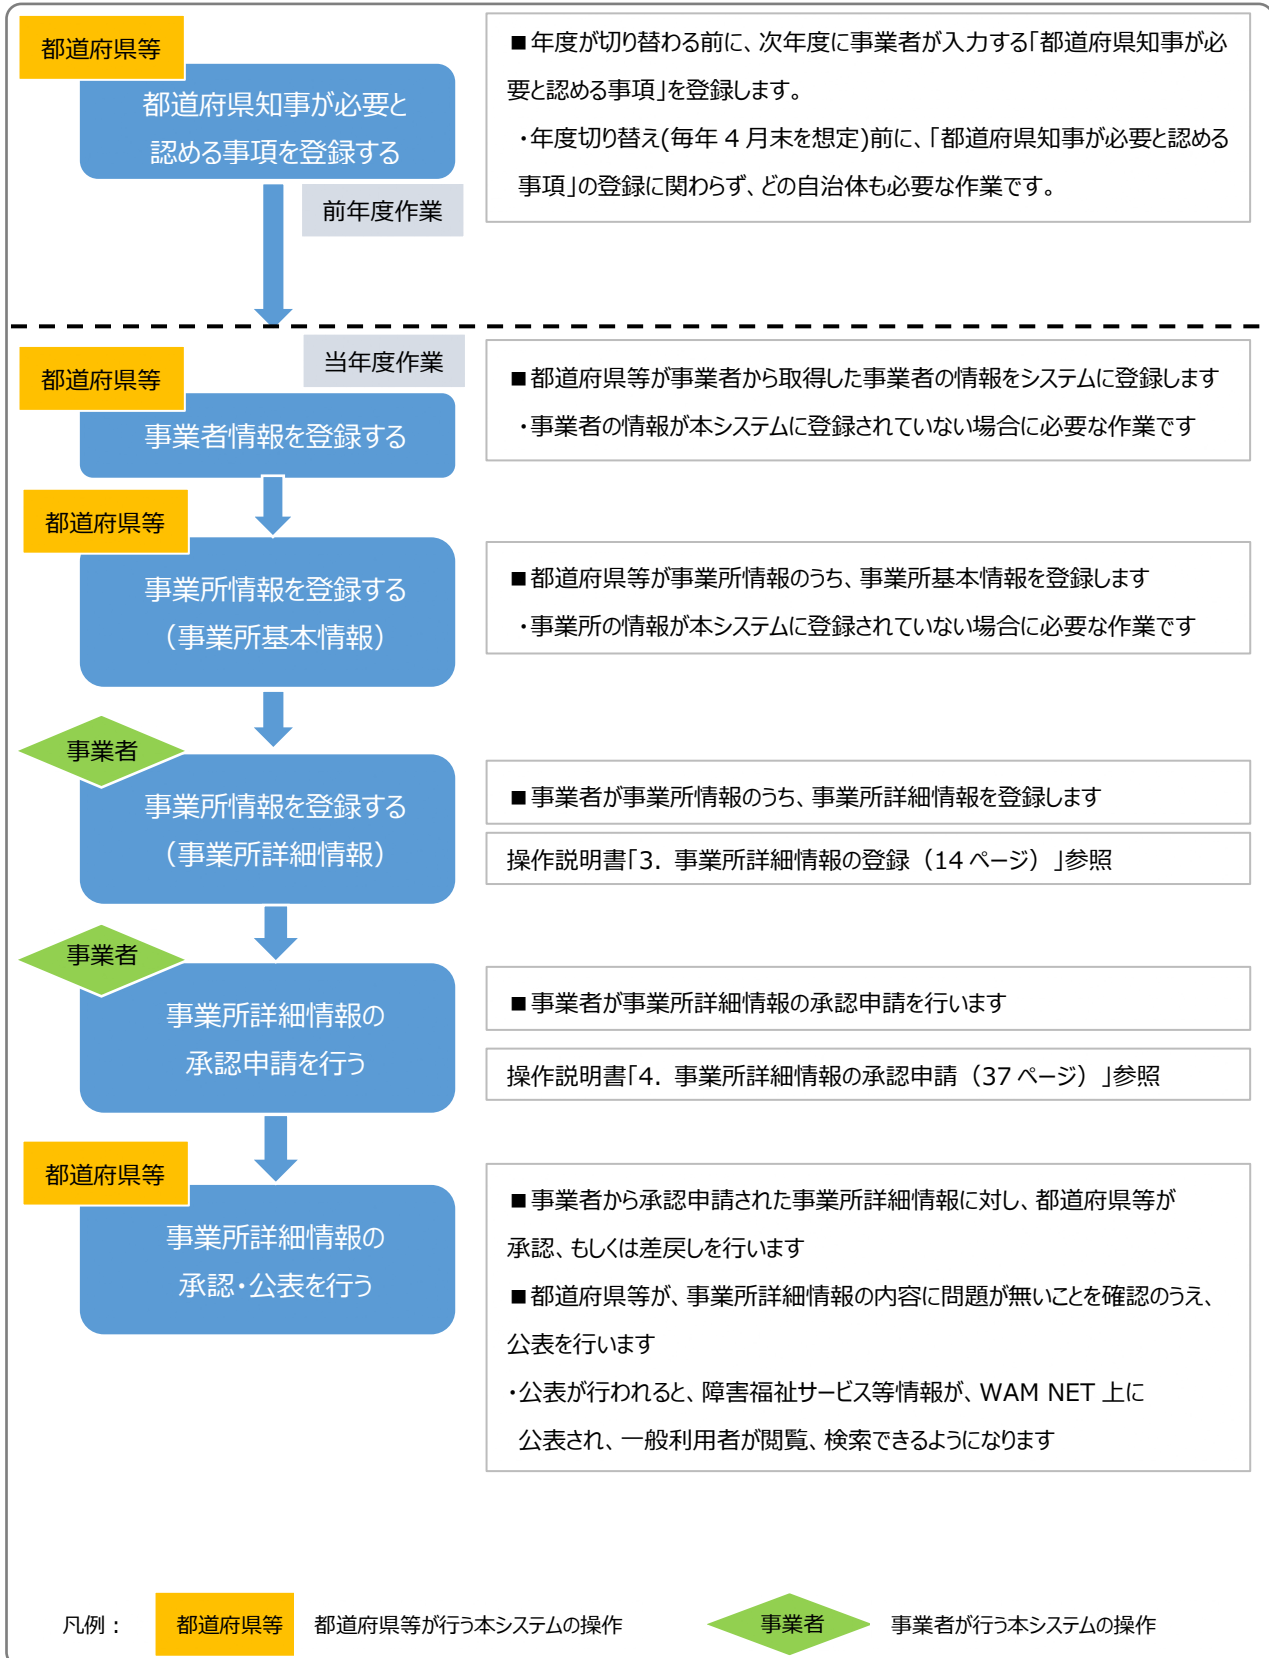 都道府県等
都道府県知事が必要と
認める事項を登録する
前年度作業
■年度が切り替わる前に、次年度に事業者が入力する「都道府県知事が必
要と認める事項」を登録します。
・年度切り替え(毎年 4 月末を想定)前に、「都道府県知事が必要と認める
事項」の登録に関わらず、どの自治体も必要な作業です。
当年度作業
都道府県等
事業者情報を登録する
■都道府県等が事業者から取得した事業者の情報をシステムに登録します
・事業者の情報が本システムに登録されていない場合に必要な作業です
都道府県等
事業所情報を登録する
（事業所基本情報）
■都道府県等が事業所情報のうち、事業所基本情報を登録します
・事業所の情報が本システムに登録されていない場合に必要な作業です
事業者
事業所情報を登録する
（事業所詳細情報）
■事業者が事業所情報のうち、事業所詳細情報を登録します
操作説明書「3. 事業所詳細情報の登録（14 ページ）」参照
事業者
事業所詳細情報の
承認申請を行う
■事業者が事業所詳細情報の承認申請を行います
操作説明書「4. 事業所詳細情報の承認申請（37 ページ）」参照
都道府県等
事業所詳細情報の
承認・公表を行う
■事業者から承認申請された事業所詳細情報に対し、都道府県等が
承認、もしくは差戻しを行います
■都道府県等が、事業所詳細情報の内容に問題が無いことを確認のうえ、
公表を行います
・公表が行われると、障害福祉サービス等情報が、WAM NET 上に
公表され、一般利用者が閲覧、検索できるようになります
凡例： 都道府県等 都道府県等が行う本システムの操作 事業者 事業者が行う本システムの操作